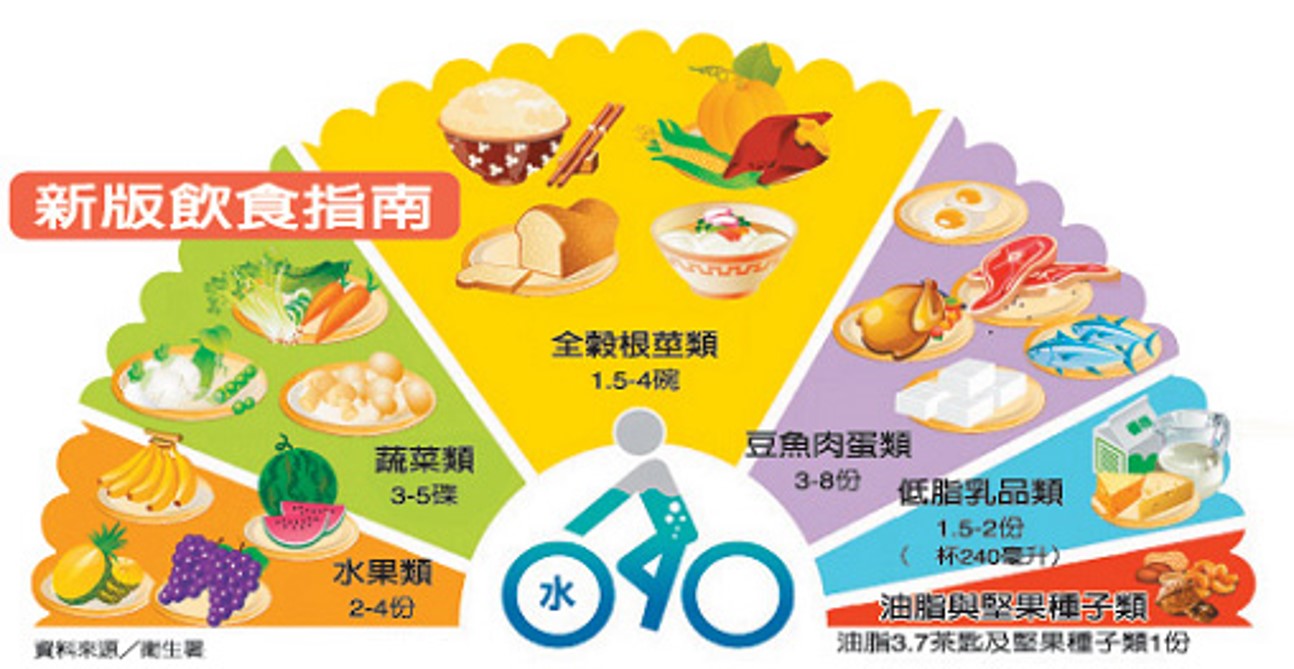 新版飲食指南
全穀根莖類
1.5-4碗
豆魚肉蛋類
3-8份
低脂乳品類
1.5-2份
（ 杯240毫升）
油脂與堅果種子類
油脂3.7茶匙及堅果種子類1份
蔬菜類
3-5碟
水果類
2-4份
水
資料來源／衛生署